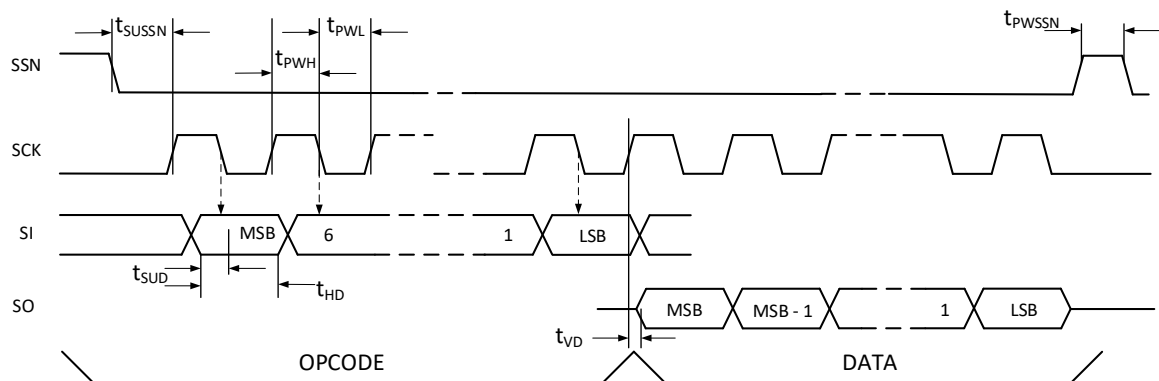 tSUSSN tPWL tPWSSN
SSN tPWH
SCK
SI MSB 6 1 LSB
tSUD tHD
SO MSB MSB - 1 1 LSB
tVD
OPCODE DATA